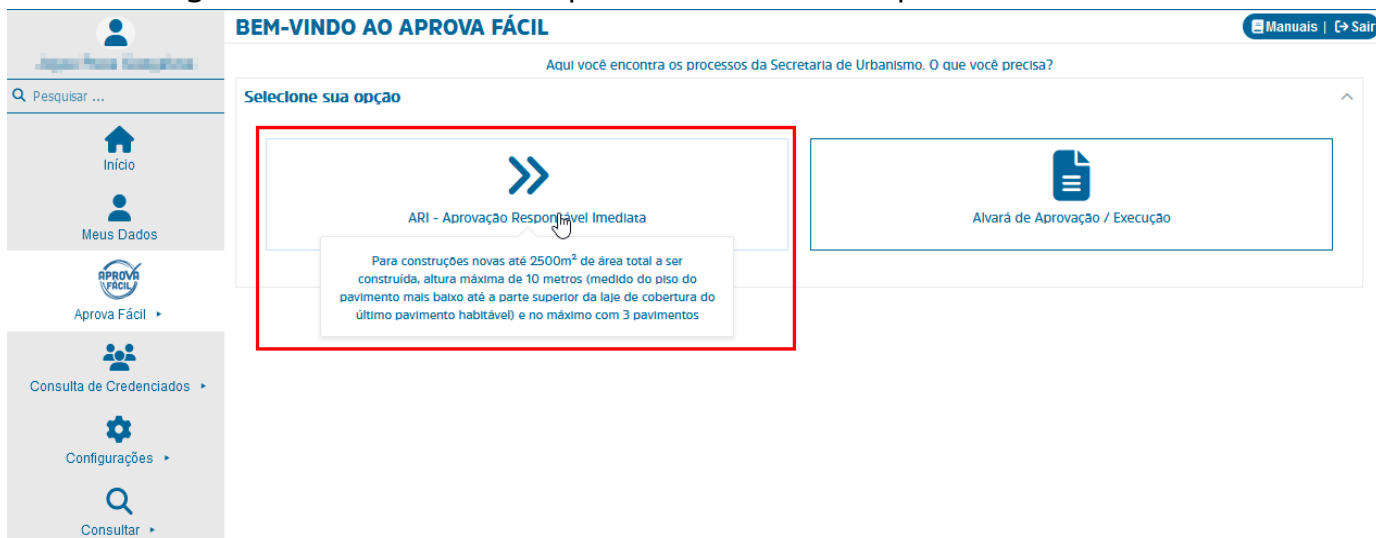 BEM-VINDO AO APROVA FÁCIL
Manuais | Sair
Aqui você encontra os processos da Secretaria de Urbanismo. O que você precisa?
Pesquisar ...
Selecione sua opção
Início
Meus Dados
APROVA
FÁCIL
Aprova Fácil
Consulta de Credenciados
Configurações
Consultar
ARI - Aprovação Responsável Imediata
Para construções novas até 2500m² de área total a ser
construída, altura máxima de 10 metros (medido do piso do
pavimento mais baixo até a parte superior da laje de cobertura do
último pavimento habitável) e no máximo com 3 pavimentos
Alvará de Aprovação / Execução